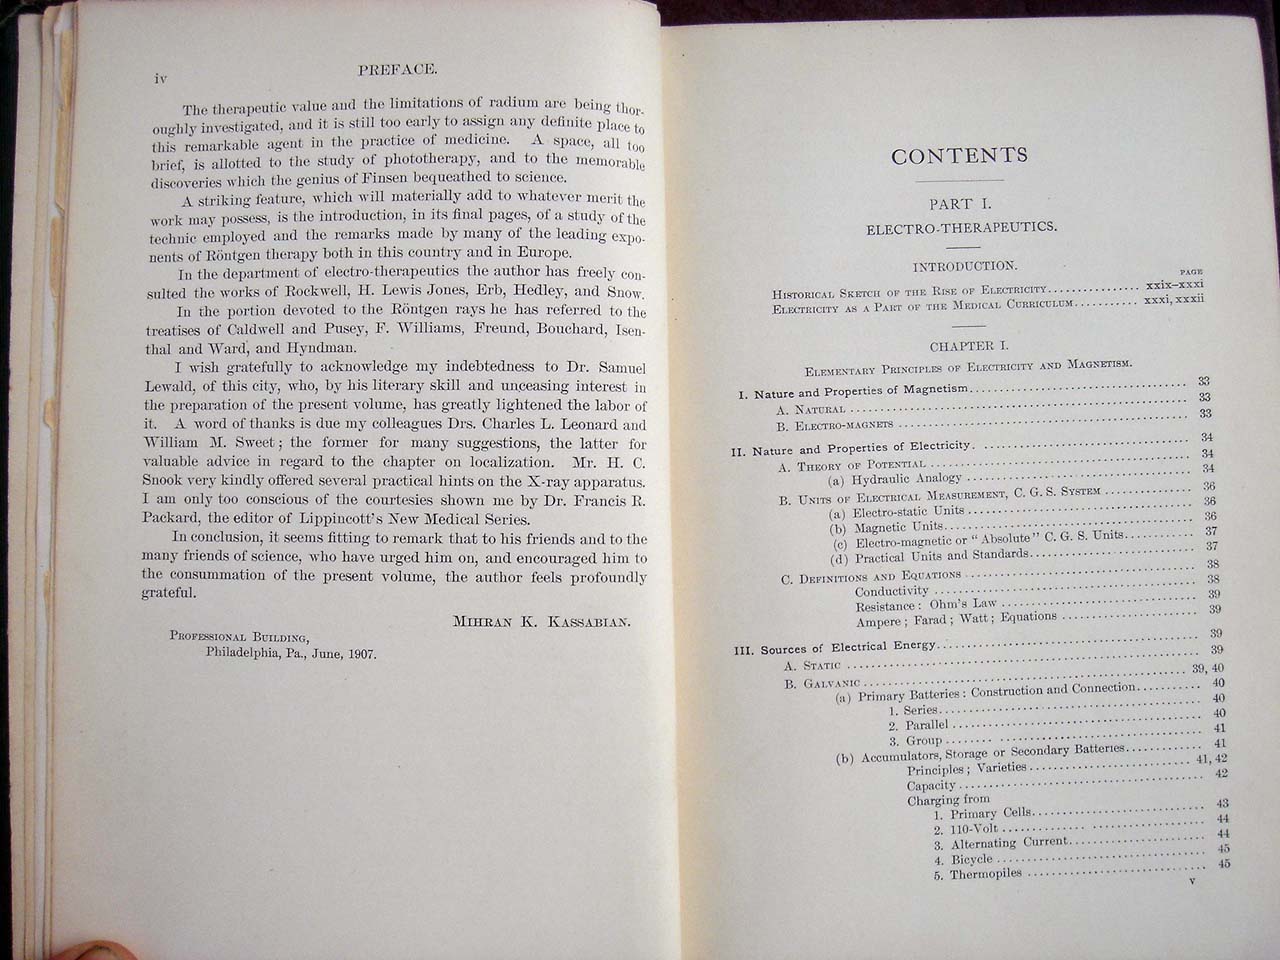 iv
PREFACE.
The therapeutic value and the limitations of radium are being thor-
oughly investigated, and it is still too early to assign any definite place to
this remarkable agent in the practice of medicine. A space, all too
brief, is allotted to the study of phototherapy, and to the memorable
discoveries which the genius of Finsen bequeathed to science.
A striking feature, which will materially add to whatever merit the
work may possess, is the introduction, in its final pages, of a study of the
technic employed and the remarks made by many of the leading expo-
nents of Röntgen therapy both in this country and in Europe.
In the department of electro-therapeutics the author has freely con-
sulted the works of Rockwell, H. Lewis Jones, Erb, Hedley, and Snow.
In the portion devoted to the Röntgen rays he has referred to the
treatises of Caldwell and Pusey, F. Williams, Freund, Bouchard, Isen-
thal and Ward, and Hyndman.
I wish gratefully to acknowledge my indebtedness to Dr. Samuel
Lewald, of this city, who, by his literary skill and unceasing interest in
the preparation of the present volume, has greatly lightened the labor of
it. A word of thanks is due my colleagues Drs. Charles L. Leonard and
William M. Sweet; the former for many suggestions, the latter for
valuable advice in regard to the chapter on localization. Mr. H. C.
Snook very kindly offered several practical hints on the X-ray apparatus.
I am only too conscious of the courtesies shown me by Dr. Francis R.
Packard, the editor of Lippincott's New Medical Series.
In conclusion, it seems fitting to remark that to his friends and to the
many friends of science, who have urged him on, and encouraged him to
the consummation of the present volume, the author feels profoundly
grateful.
MIHRAN K. KASSABIAN.
PROFESSIONAL BUILDING,
Philadelphia, Pa., June, 1907.
CONTENTS
PART I.
ELECTRO-THERAPEUTICS.
INTRODUCTION.
PAGE
HISTORICAL SKETCH OF THE RISE OF ELECTRICITY............... xxix-xxxi
ELECTRICITY AS A PART OF THE MEDICAL CURRICULUM........... xxxi, xxxii
CHAPTER I.
ELEMENTARY PRINCIPLES OF ELECTRICITY AND MAGNETISM.
I. Nature and Properties of Magnetism.................................. 33
A. NATURAL .................................................... 33
B. ELECTRO-MAGNETS ............................................. 33
II. Nature and Properties of Electricity. .................................. 34
A. THEORY OF POTENTIAL ........................................ 34
(a) Hydraulic Analogy ................................... 34
B. UNITS OF ELECTRICAL MEASUREMENT, C. G. S. SYSTEM .............. 36
(a) Electro-static Units ................................... 36
(b) Magnetic Units....................................... 36
(c) Electro-magnetic or "Absolute" C. G. S. Units........... 37
(d) Practical Units and Standards......................... 37
C. DEFINITIONS AND EQUATIONS .................................. 38
Conductivity ........................................ 38
Resistance: Ohm's Law ............................... 39
Ampere; Farad; Watt; Equations ..................... 39
III. Sources of Electrical Energy........................................ 39
A. STATIC ..................................................... 39
B. GALVANIC .................................................. 39, 40
(a) Primary Batteries: Construction and Connection.......... 40
1. Series........................................ 40
2. Parallel ...................................... 40
3. Group ........ ............................... 41
(b) Accumulators, Storage or Secondary Batteries............ 41
Principles; Varieties.......................... 41, 42
Capacity...................................... 42
Charging from
1. Primary Cells........................... 43
2. 110-Volt ............. .................. 44
3. Alternating Current..................... 44
4. Bicycle ................................ 45
5. Thermopiles ............................ 45
v